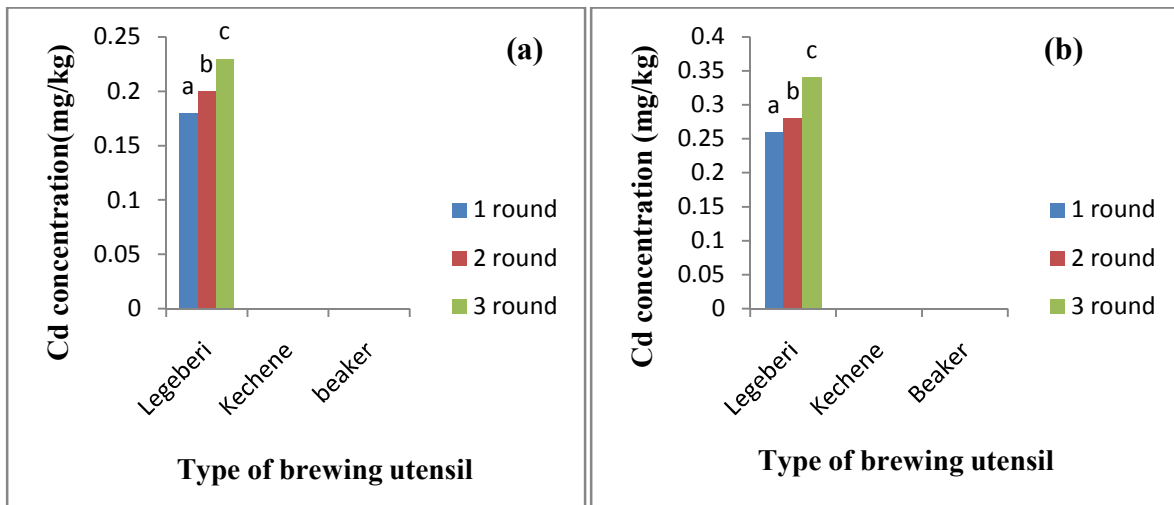 (a)
Cd concentration(mg/kg)
0.25
0.2
0.15
0.1
0.05
0
a
b
c
1 round
2 round
3 round
Legeberi
Kechene
beaker
Type of brewing utensil
(b)
Cd concentration (mg/kg)
0.4
0.35
0.3
0.25
0.2
0.15
0.1
0.05
0
a
b
c
1 round
2 round
3 round
Legeberi
Kechene
Beaker
Type of brewing utensil